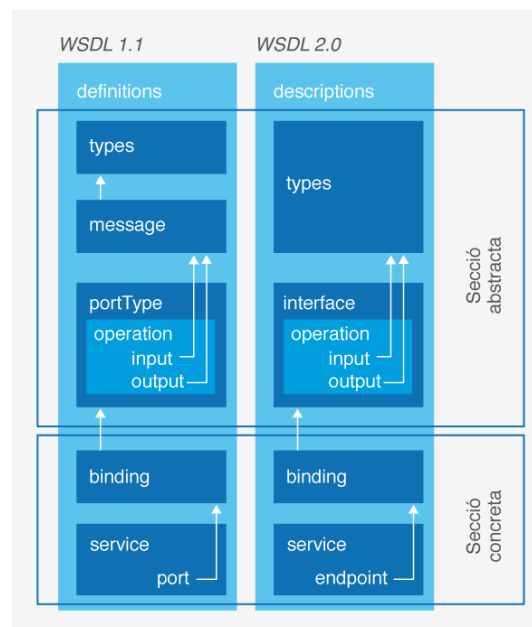 WSDL 1.1
WSDL 2.0
definitions
types
message
portType
operation
input
output
binding
service
port
descriptions
types
interface
operation
input
output
binding
service
endpoint
Secció
abstracta
Secció
concreta